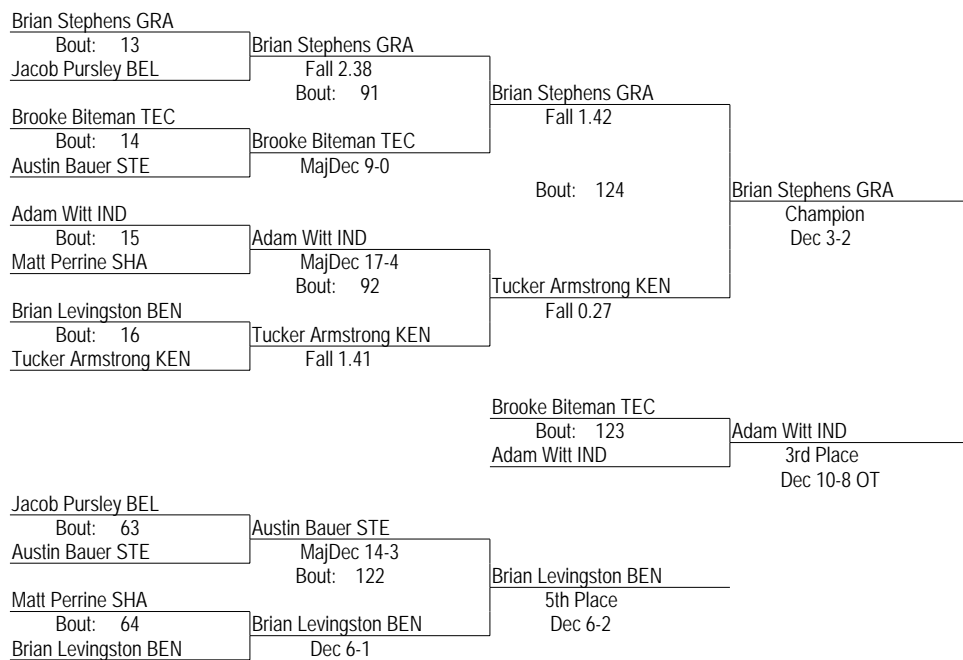 Brian Stephens GRA
Bout: 13
Brian Stephens GRA
Jacob Pursley BEL
Fall 2.38
Bout: 91
Brian Stephens GRA
Brooke Biteman TEC
Fall 1.42
Bout: 14
Brooke Biteman TEC
Austin Bauer STE
MajDec 9-0
Bout: 124
Brian Stephens GRA
Adam Witt IND
Champion
Bout: 15
Adam Witt IND
Dec 3-2
Matt Perrine SHA
MajDec 17-4
Bout: 92
Tucker Armstrong KEN
Brian Levingston BEN
Fall 0.27
Bout: 16
Tucker Armstrong KEN
Tucker Armstrong KEN
Fall 1.41
Brooke Biteman TEC
Bout: 123
Adam Witt IND
Adam Witt IND
3rd Place
Dec 10-8 OT
Jacob Pursley BEL
Bout: 63
Austin Bauer STE
Austin Bauer STE
MajDec 14-3
Bout: 122
Brian Levingston BEN
Matt Perrine SHA
5th Place
Bout: 64
Brian Levingston BEN
Dec 6-2
Brian Levingston BEN
Dec 6-1